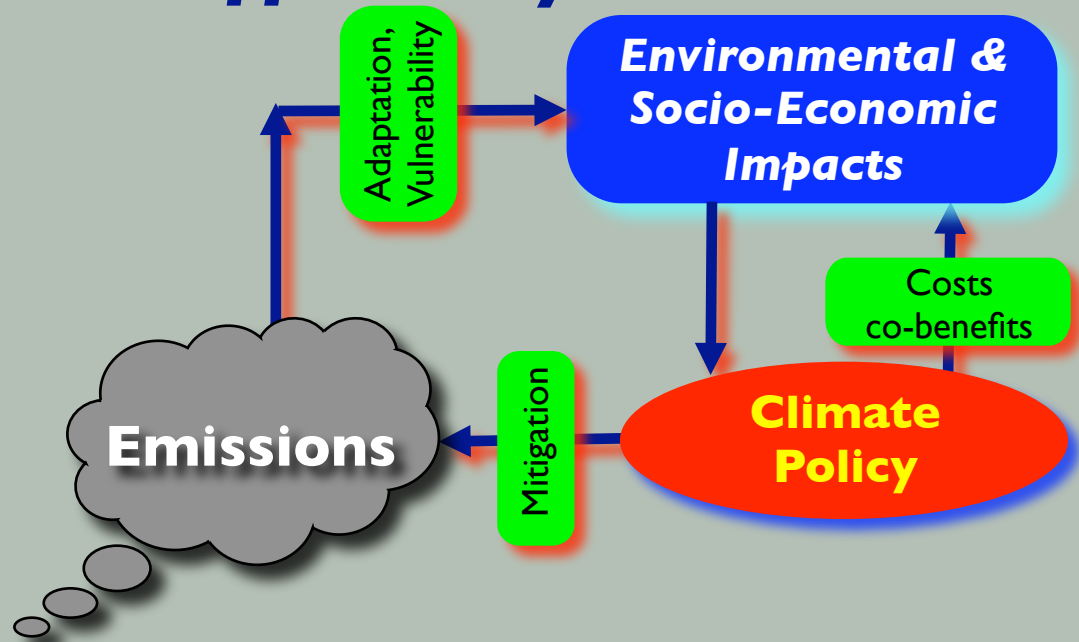 Adaptation,
Vulnerability
Environmental &
Socio-Economic
Impacts
Costs
co-benefits
Climate
Policy
Mitigation
Emissions